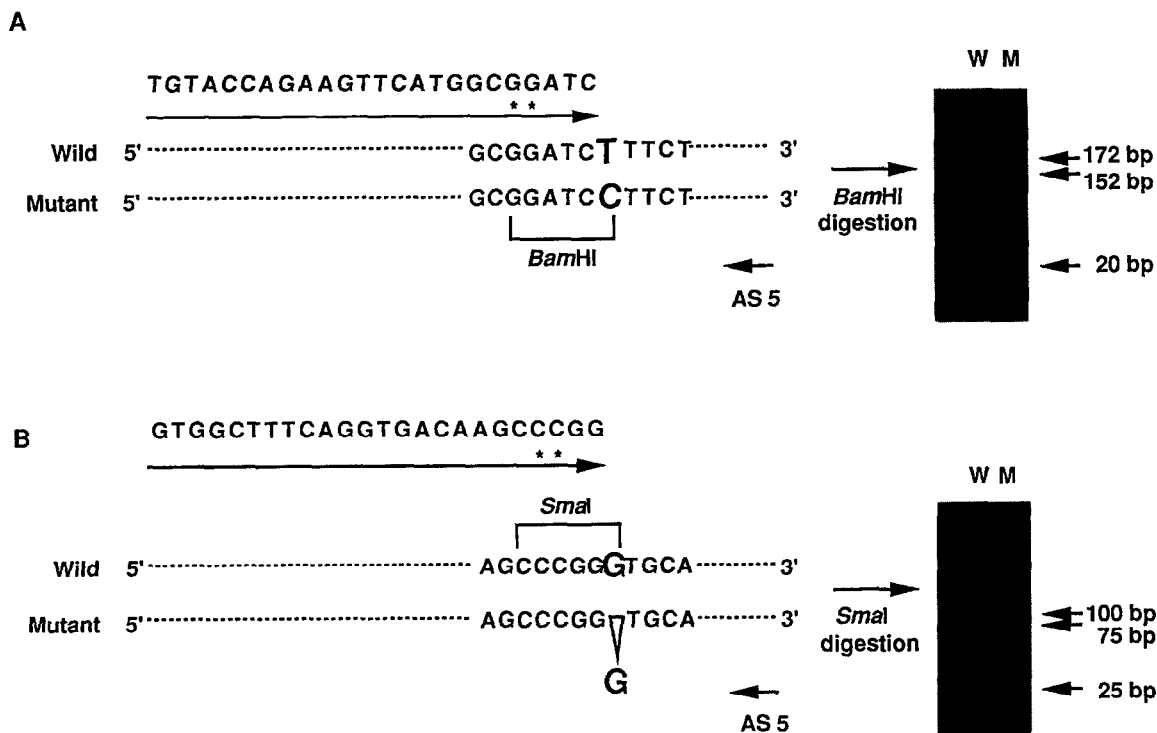 A
W M
TGTACCAGAAGTTCATGGCGGATC
* *
Wild 5' GCGGATCTTTCT 3'
Mutant 5' GCGGATCCTTCT 3'
BamHI
AS 5
BamHI
digestion
172 bp
152 bp
20 bp
B
GTGGCTTTCAGGTGACAAGCCCGG
* *
W M
SmaI
Wild 5' AGCCCGGGTGCA 3'
Mutant 5' AGCCCGG TGCA 3'
G
AS 5
SmaI
digestion
100 bp
75 bp
25 bp